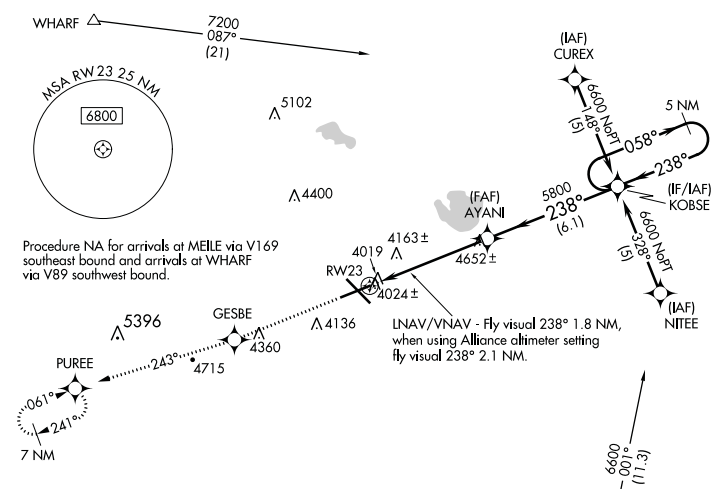 WHARF
7200
087°
(21)
MSA RW23 25 NM
6800
5102
(IAF)
CUREX
6600 NoPT
148°
(5)
5 NM
058°
238°
4400
(FAF)
AYANI
5800
238°
(6.1)
(IF/IAF)
KOBSE
Procedure NA for arrivals at MEILE via V169
southeast bound and arrivals at WHARF
via V89 southwest bound.
4163±
4652±
4019
RW23
4024±
6600 NoPT
328°
(5)
(IAF)
NITEE
5396
GESBE
4136
4360
LNAV/VNAV - Fly visual 238° 1.8 NM,
when using Alliance altimeter setting
fly visual 238° 2.1 NM.
PUREE
243°
4715
061°
241°
7 NM
6600
001°
(11.3)